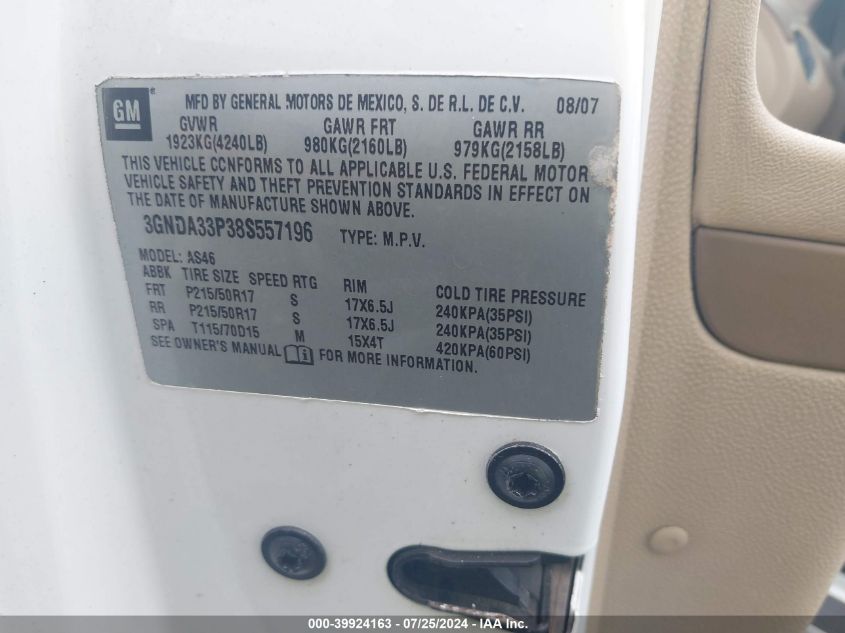 GM
MFD BY GENERAL MOTORS DE MEXICO, S. DE R.L. DE C.V. 08/07
GVWR GAWR FRT GAWR RR
1923KG(4240LB) 980KG(2160LB) 979KG(2158LB)
THIS VEHICLE CONFORMS TO ALL APPLICABLE U.S. FEDERAL MOTOR
VEHICLE SAFETY AND THEFT PREVENTION STANDARDS IN EFFECT ON
THE DATE OF MANUFACTURE SHOWN ABOVE.
3GNDA33P38S557196 TYPE: M.P.V.
MODEL: AS46
ABBK TIRE SIZE SPEED RTG RIM COLD TIRE PRESSURE
FRT P215/50R17 S 17X6.5J 240KPA(35PSI)
RR P215/50R17 S 17X6.5J 240KPA(35PSI)
SPA T115/70D15 M 15X4T 420KPA(60PSI)
SEE OWNER'S MANUAL i FOR MORE INFORMATION.
000-39924163 - 07/25/2024 - IAA Inc.